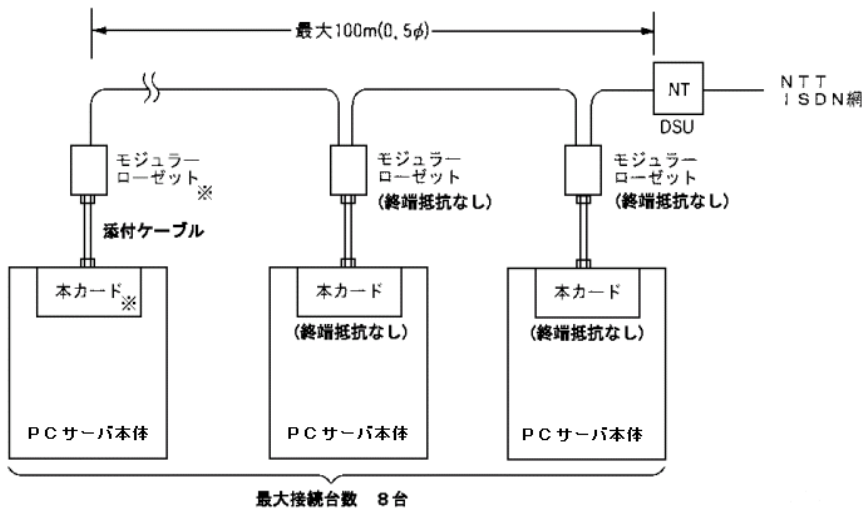 最大100m(0.5φ)
NT
DSU
NTT
ISDN網
モジュラー
ローゼット※
モジュラー
ローゼット
(終端抵抗なし)
モジュラー
ローゼット
(終端抵抗なし)
添付ケーブル
本カード※
本カード
(終端抵抗なし)
本カード
(終端抵抗なし)
PCサーバ本体
PCサーバ本体
PCサーバ本体
最大接続台数 8台